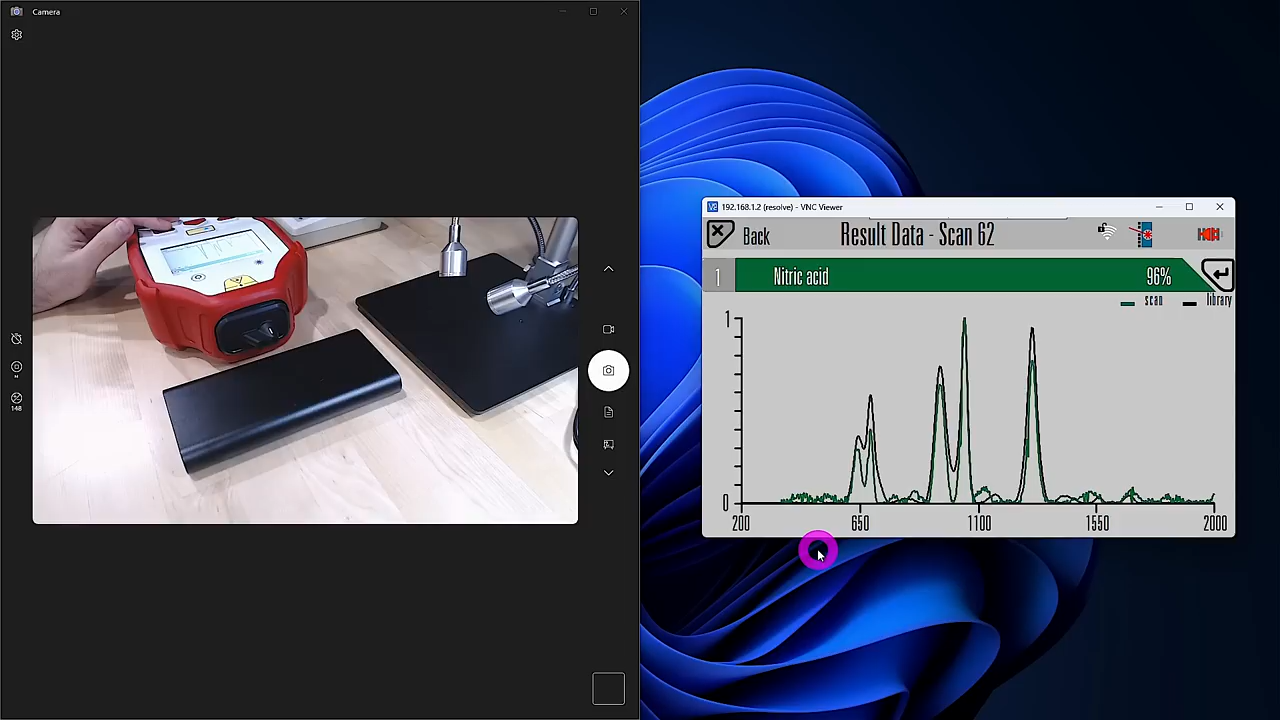 Camera
148
192.168.1.2 (resolve) - VNC Viewer
Back
Result Data - Scan 62
1
Nitric acid
96%
scan
library
1
0
200
650
1100
1550
2000